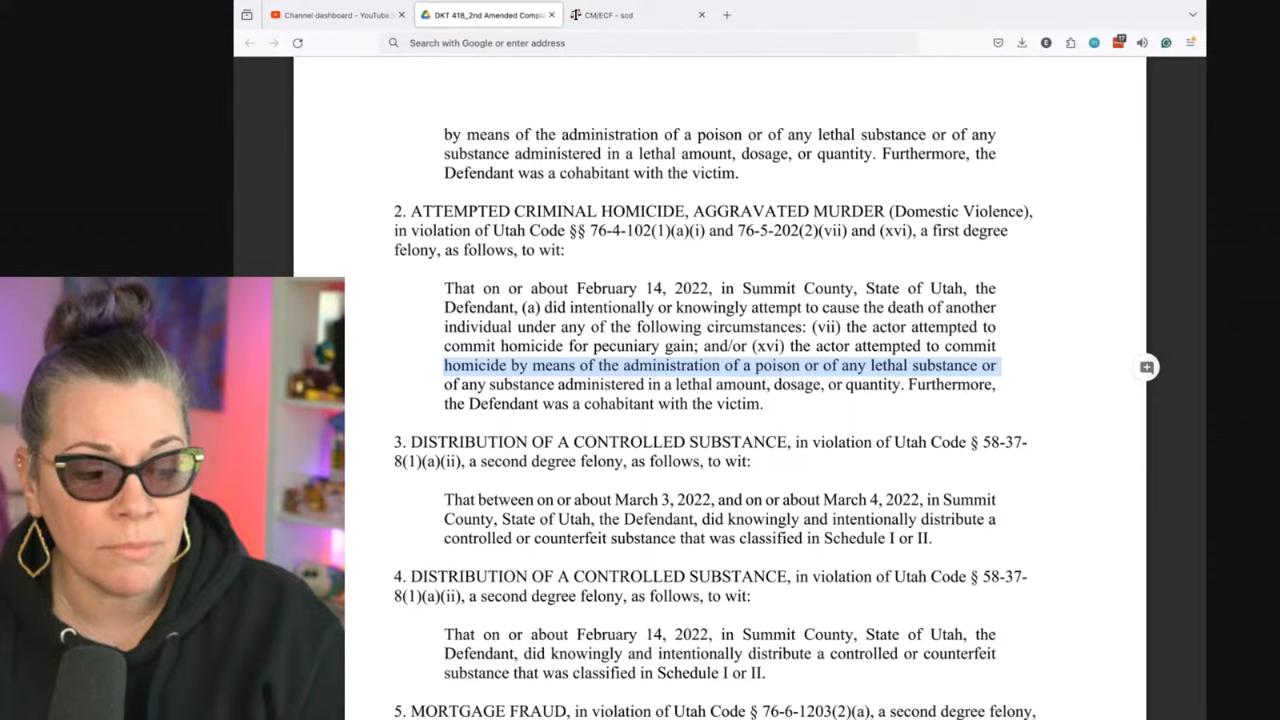 Channel dashboard - YouTube
DKT 418_2nd Amended Compl
CM/ECF - scd
Search with Google or enter address
17
by means of the administration of a poison or of any lethal substance or of any
substance administered in a lethal amount, dosage, or quantity. Furthermore, the
Defendant was a cohabitant with the victim.
2. ATTEMPTED CRIMINAL HOMICIDE, AGGRAVATED MURDER (Domestic Violence),
in violation of Utah Code §§ 76-4-102(1)(a)(i) and 76-5-202(2)(vii) and (xvi), a first degree
felony, as follows, to wit:
That on or about February 14, 2022, in Summit County, State of Utah, the
Defendant, (a) did intentionally or knowingly attempt to cause the death of another
individual under any of the following circumstances: (vii) the actor attempted to
commit homicide for pecuniary gain; and/or (xvi) the actor attempted to commit
homicide by means of the administration of a poison or of any lethal substance or
of any substance administered in a lethal amount, dosage, or quantity. Furthermore,
the Defendant was a cohabitant with the victim.
3. DISTRIBUTION OF A CONTROLLED SUBSTANCE, in violation of Utah Code § 58-37-
8(1)(a)(ii), a second degree felony, as follows, to wit:
That between on or about March 3, 2022, and on or about March 4, 2022, in Summit
County, State of Utah, the Defendant, did knowingly and intentionally distribute a
controlled or counterfeit substance that was classified in Schedule I or II.
4. DISTRIBUTION OF A CONTROLLED SUBSTANCE, in violation of Utah Code § 58-37-
8(1)(a)(ii), a second degree felony, as follows, to wit:
That on or about February 14, 2022, in Summit County, State of Utah, the
Defendant, did knowingly and intentionally distribute a controlled or counterfeit
substance that was classified in Schedule I or II.
5. MORTGAGE FRAUD, in violation of Utah Code § 76-6-1203(2)(a), a second degree felony,